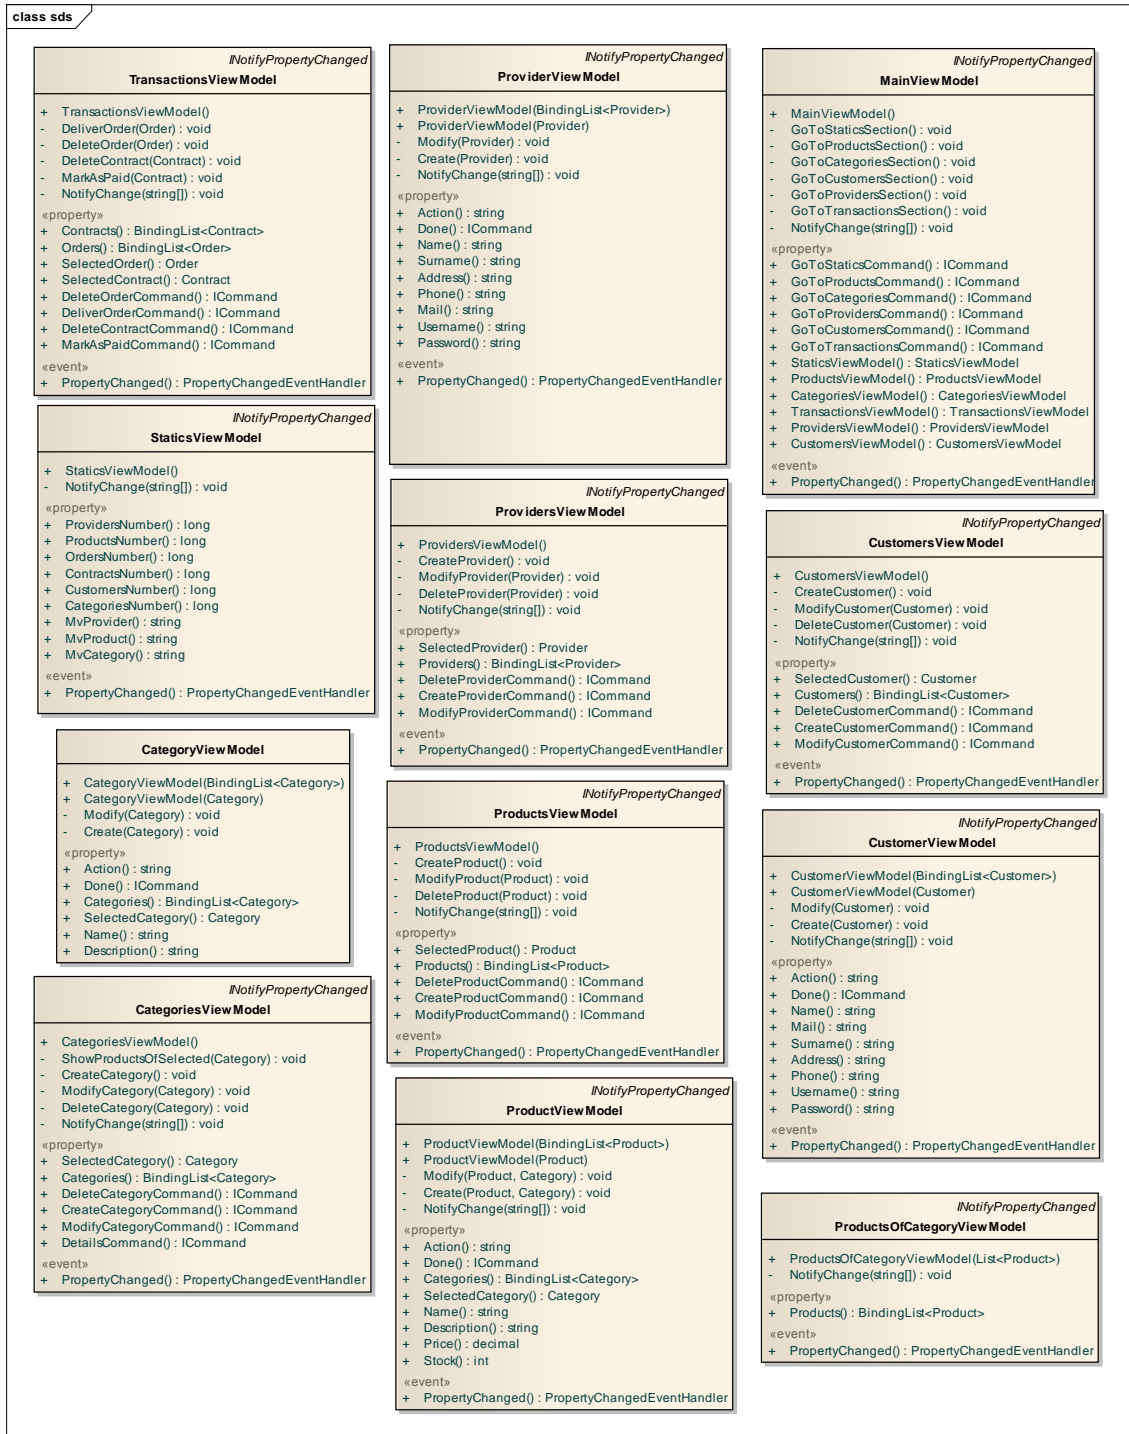 class sds
INotifyPropertyChanged
TransactionsViewModel
+ TransactionsViewModel()
- DeliverOrder(Order) : void
- DeleteOrder(Order) : void
- DeleteContract(Contract) : void
- MarkAsPaid(Contract) : void
- NotifyChange(string[]) : void
«property»
+ Contracts() : BindingList<Contract>
+ Orders() : BindingList<Order>
+ SelectedOrder() : Order
+ SelectedContract() : Contract
+ DeleteOrderCommand() : ICommand
+ DeliverOrderCommand() : ICommand
+ DeleteContractCommand() : ICommand
+ MarkAsPaidCommand() : ICommand
«event»
+ PropertyChanged() : PropertyChangedEventHandler
INotifyPropertyChanged
StaticsViewModel
+ StaticsViewModel()
- NotifyChange(string[]) : void
«property»
+ ProvidersNumber() : long
+ ProductsNumber() : long
+ OrdersNumber() : long
+ ContractsNumber() : long
+ CustomersNumber() : long
+ CategoriesNumber() : long
+ MvProvider() : string
+ MvProduct() : string
+ MvCategory() : string
«event»
+ PropertyChanged() : PropertyChangedEventHandler
CategoryViewModel
+ CategoryViewModel(BindingList<Category>)
+ CategoryViewModel(Category)
- Modify(Category) : void
- Create(Category) : void
«property»
+ Action() : string
+ Done() : ICommand
+ Categories() : BindingList<Category>
+ SelectedCategory() : Category
+ Name() : string
+ Description() : string
INotifyPropertyChanged
CategoriesViewModel
+ CategoriesViewModel()
- ShowProductsOfSelected(Category) : void
- CreateCategory() : void
- ModifyCategory(Category) : void
- DeleteCategory(Category) : void
- NotifyChange(string[]) : void
«property»
+ SelectedCategory() : Category
+ Categories() : BindingList<Category>
+ DeleteCategoryCommand() : ICommand
+ CreateCategoryCommand() : ICommand
+ ModifyCategoryCommand() : ICommand
+ DetailsCommand() : ICommand
«event»
+ PropertyChanged() : PropertyChangedEventHandler
INotifyPropertyChanged
ProviderViewModel
+ ProviderViewModel(BindingList<Provider>)
+ ProviderViewModel(Provider)
- Modify(Provider) : void
- Create(Provider) : void
- NotifyChange(string[]) : void
«property»
+ Action() : string
+ Done() : ICommand
+ Name() : string
+ Surname() : string
+ Address() : string
+ Phone() : string
+ Mail() : string
+ Username() : string
+ Password() : string
«event»
+ PropertyChanged() : PropertyChangedEventHandler
INotifyPropertyChanged
ProvidersViewModel
+ ProvidersViewModel()
- CreateProvider() : void
- ModifyProvider(Provider) : void
- DeleteProvider(Provider) : void
- NotifyChange(string[]) : void
«property»
+ SelectedProvider() : Provider
+ Providers() : BindingList<Provider>
+ DeleteProviderCommand() : ICommand
+ CreateProviderCommand() : ICommand
+ ModifyProviderCommand() : ICommand
«event»
+ PropertyChanged() : PropertyChangedEventHandler
INotifyPropertyChanged
ProductsViewModel
+ ProductsViewModel()
- CreateProduct() : void
- ModifyProduct(Product) : void
- DeleteProduct(Product) : void
- NotifyChange(string[]) : void
«property»
+ SelectedProduct() : Product
+ Products() : BindingList<Product>
+ DeleteProductCommand() : ICommand
+ CreateProductCommand() : ICommand
+ ModifyProductCommand() : ICommand
«event»
+ PropertyChanged() : PropertyChangedEventHandler
INotifyPropertyChanged
ProductViewModel
+ ProductViewModel(BindingList<Product>)
+ ProductViewModel(Product)
- Modify(Product, Category) : void
- Create(Product, Category) : void
- NotifyChange(string[]) : void
«property»
+ Action() : string
+ Done() : ICommand
+ Categories() : BindingList<Category>
+ SelectedCategory() : Category
+ Name() : string
+ Description() : string
+ Price() : decimal
+ Stock() : int
«event»
+ PropertyChanged() : PropertyChangedEventHandler
INotifyPropertyChanged
MainViewModel
+ MainViewModel()
- GoToStaticsSection() : void
- GoToProductsSection() : void
- GoToCategoriesSection() : void
- GoToCustomersSection() : void
- GoToProvidersSection() : void
- GoToTransactionsSection() : void
- NotifyChange(string[]) : void
«property»
+ GoToStaticsCommand() : ICommand
+ GoToProductsCommand() : ICommand
+ GoToCategoriesCommand() : ICommand
+ GoToProvidersCommand() : ICommand
+ GoToCustomersCommand() : ICommand
+ GoToTransactionsCommand() : ICommand
+ StaticsViewModel() : StaticsViewModel
+ ProductsViewModel() : ProductsViewModel
+ CategoriesViewModel() : CategoriesViewModel
+ TransactionsViewModel() : TransactionsViewModel
+ ProvidersViewModel() : ProvidersViewModel
+ CustomersViewModel() : CustomersViewModel
«event»
+ PropertyChanged() : PropertyChangedEventHandler
INotifyPropertyChanged
CustomersViewModel
+ CustomersViewModel()
- CreateCustomer() : void
- ModifyCustomer(Customer) : void
- DeleteCustomer(Customer) : void
- NotifyChange(string[]) : void
«property»
+ SelectedCustomer() : Customer
+ Customers() : BindingList<Customer>
+ DeleteCustomerCommand() : ICommand
+ CreateCustomerCommand() : ICommand
+ ModifyCustomerCommand() : ICommand
«event»
+ PropertyChanged() : PropertyChangedEventHandler
INotifyPropertyChanged
CustomerViewModel
+ CustomerViewModel(BindingList<Customer>)
+ CustomerViewModel(Customer)
- Modify(Customer) : void
- Create(Customer) : void
- NotifyChange(string[]) : void
«property»
+ Action() : string
+ Done() : ICommand
+ Name() : string
+ Mail() : string
+ Surname() : string
+ Address() : string
+ Phone() : string
+ Username() : string
+ Password() : string
«event»
+ PropertyChanged() : PropertyChangedEventHandler
INotifyPropertyChanged
ProductsOfCategoryViewModel
+ ProductsOfCategoryViewModel(List<Product>)
- NotifyChange(string[]) : void
«property»
+ Products() : BindingList<Product>
«event»
+ PropertyChanged() : PropertyChangedEventHandler